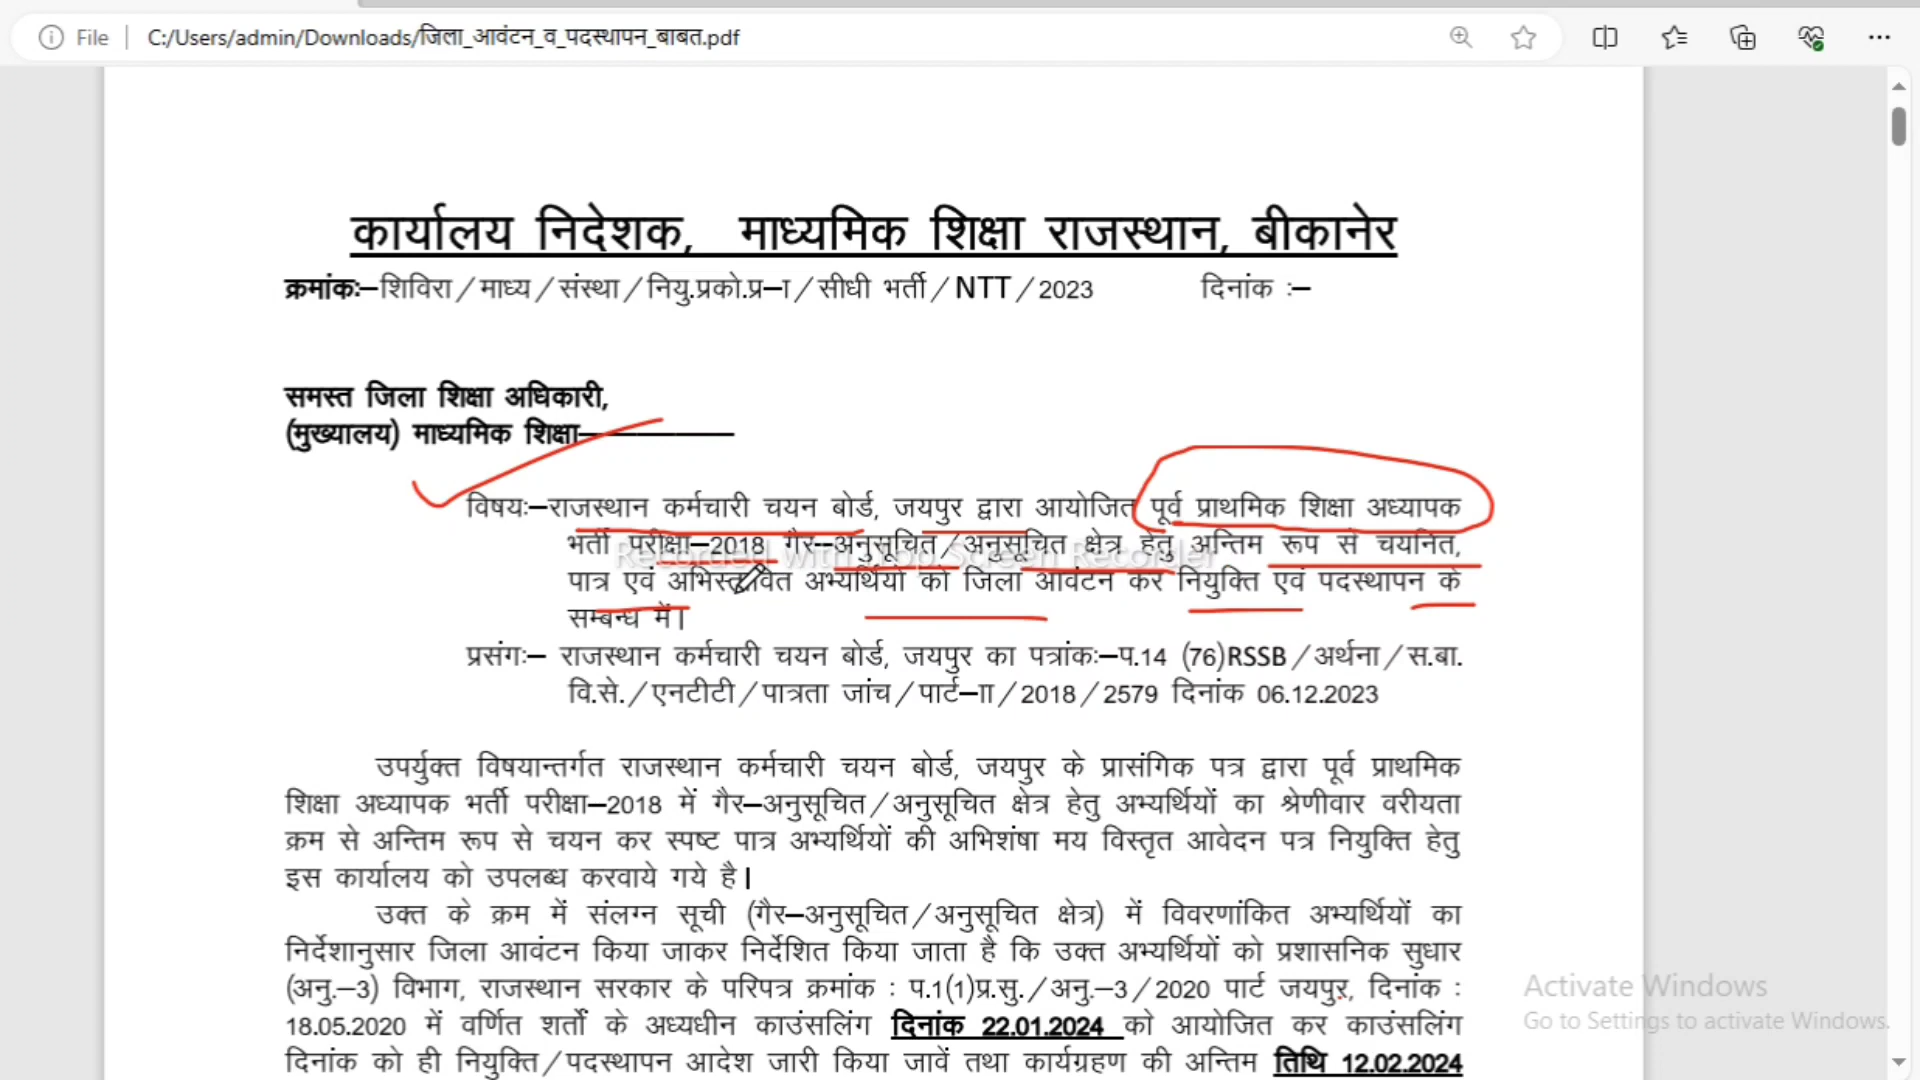 File
C:/Users/admin/Downloads/जिला_आवंटन_व_पदस्थापन_बाबत.pdf
कार्यालय निदेशक, माध्यमिक शिक्षा राजस्थान, बीकानेर
क्रमांकः–शिविरा/माध्य/संस्था/नियु.प्रको.प्र–ा/सीधी भर्ती/NTT/2023 दिनांक :–
समस्त जिला शिक्षा अधिकारी,
(मुख्यालय) माध्यमिक शिक्षा————
विषयः–राजस्थान कर्मचारी चयन बोर्ड, जयपुर द्वारा आयोजित पूर्व प्राथमिक शिक्षा अध्यापक
भर्ती परीक्षा–2018 गैर–अनुसूचित/अनुसूचित क्षेत्र हेतु अन्तिम रूप से चयनित,
Recorded with iTop Screen Recorder
पात्र एवं अभिस्तावित अभ्यर्थियों को जिला आवंटन कर नियुक्ति एवं पदस्थापन के
सम्बन्ध में।
प्रसंगः– राजस्थान कर्मचारी चयन बोर्ड, जयपुर का पत्रांकः–प.14 (76)RSSB/अर्थना/स.बा.
वि.से./एनटीटी/पात्रता जांच/पार्ट–ाा/2018/2579 दिनांक 06.12.2023
उपर्युक्त विषयान्तर्गत राजस्थान कर्मचारी चयन बोर्ड, जयपुर के प्रासंगिक पत्र द्वारा पूर्व प्राथमिक
शिक्षा अध्यापक भर्ती परीक्षा–2018 में गैर–अनुसूचित/अनुसूचित क्षेत्र हेतु अभ्यर्थियों का श्रेणीवार वरीयता
क्रम से अन्तिम रूप से चयन कर स्पष्ट पात्र अभ्यर्थियों की अभिशंषा मय विस्तृत आवेदन पत्र नियुक्ति हेतु
इस कार्यालय को उपलब्ध करवाये गये है।
उक्त के क्रम में संलग्न सूची (गैर–अनुसूचित/अनुसूचित क्षेत्र) में विवरणांकित अभ्यर्थियों का
निर्देशानुसार जिला आवंटन किया जाकर निर्देशित किया जाता है कि उक्त अभ्यर्थियों को प्रशासनिक सुधार
(अनु.–3) विभाग, राजस्थान सरकार के परिपत्र क्रमांक : प.1(1)प्र.सु./अनु.–3/2020 पार्ट जयपुर, दिनांक :
18.05.2020 में वर्णित शर्तों के अध्यधीन काउंसलिंग दिनांक 22.01.2024 को आयोजित कर काउंसलिंग
दिनांक को ही नियुक्ति/पदस्थापन आदेश जारी किया जावें तथा कार्यग्रहण की अन्तिम तिथि 12.02.2024
Activate Windows
Go to Settings to activate Windows.